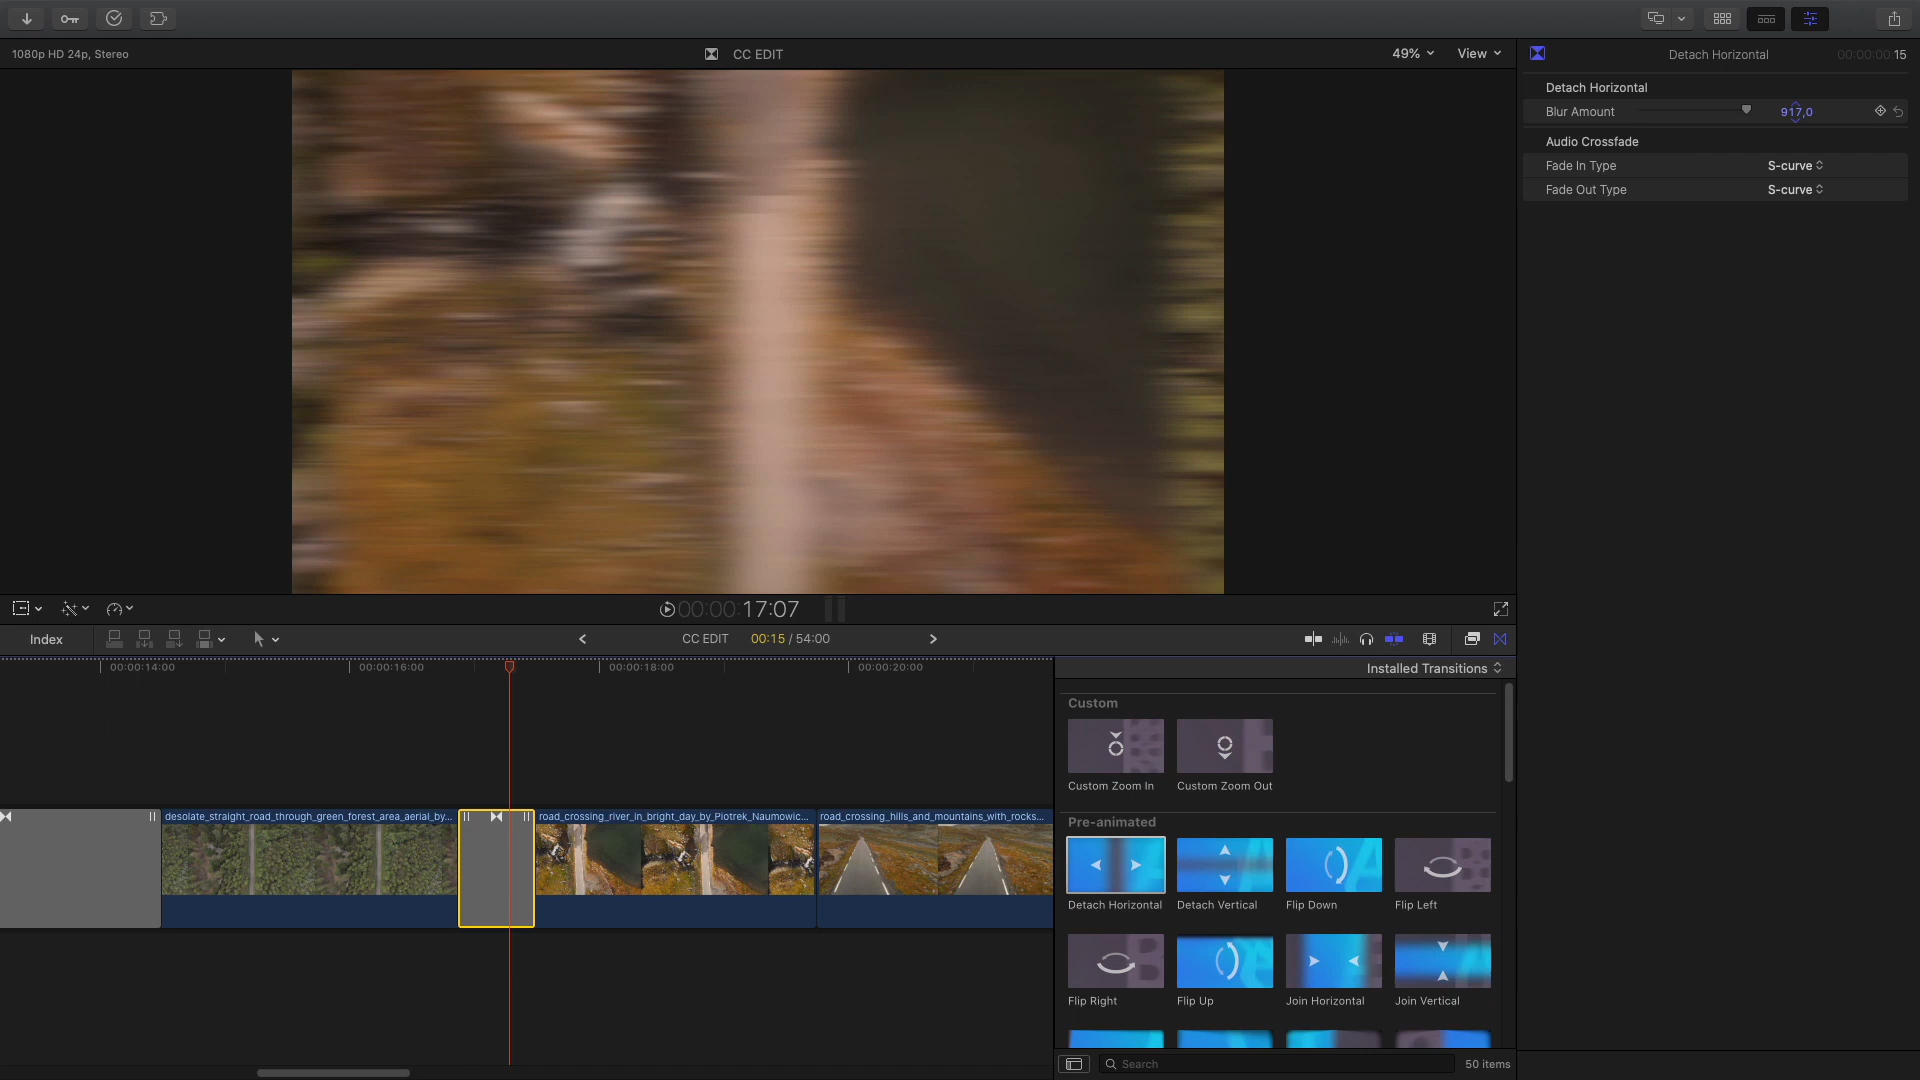 1080p HD 24p, Stereo
CC EDIT
49%
View
Detach Horizontal
00:00:00:15
Detach Horizontal
Blur Amount
917,0
Audio Crossfade
Fade In Type
S-curve
Fade Out Type
S-curve
00:00:00:17:07
Index
CC EDIT
00:15 / 54:00
00:00:14:00
00:00:16:00
00:00:18:00
00:00:20:00
Installed Transitions
Custom
Custom Zoom In
Custom Zoom Out
desolate_straight_road_through_green_forest_area_aerial_by...
road_crossing_river_in_bright_day_by_Piotrek_Naumowic...
road_crossing_hills_and_mountains_with_rocks...
Pre-animated
Detach Horizontal
Detach Vertical
Flip Down
Flip Left
Flip Right
Flip Up
Join Horizontal
Join Vertical
Search
50 items